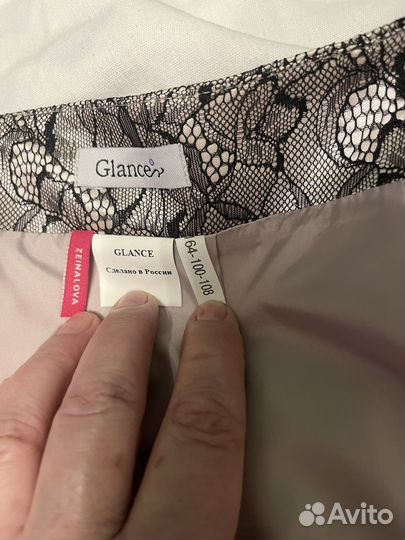 Glance
ZEINALOVA
GLANCE
Сделано в России
64-100-108
Avito